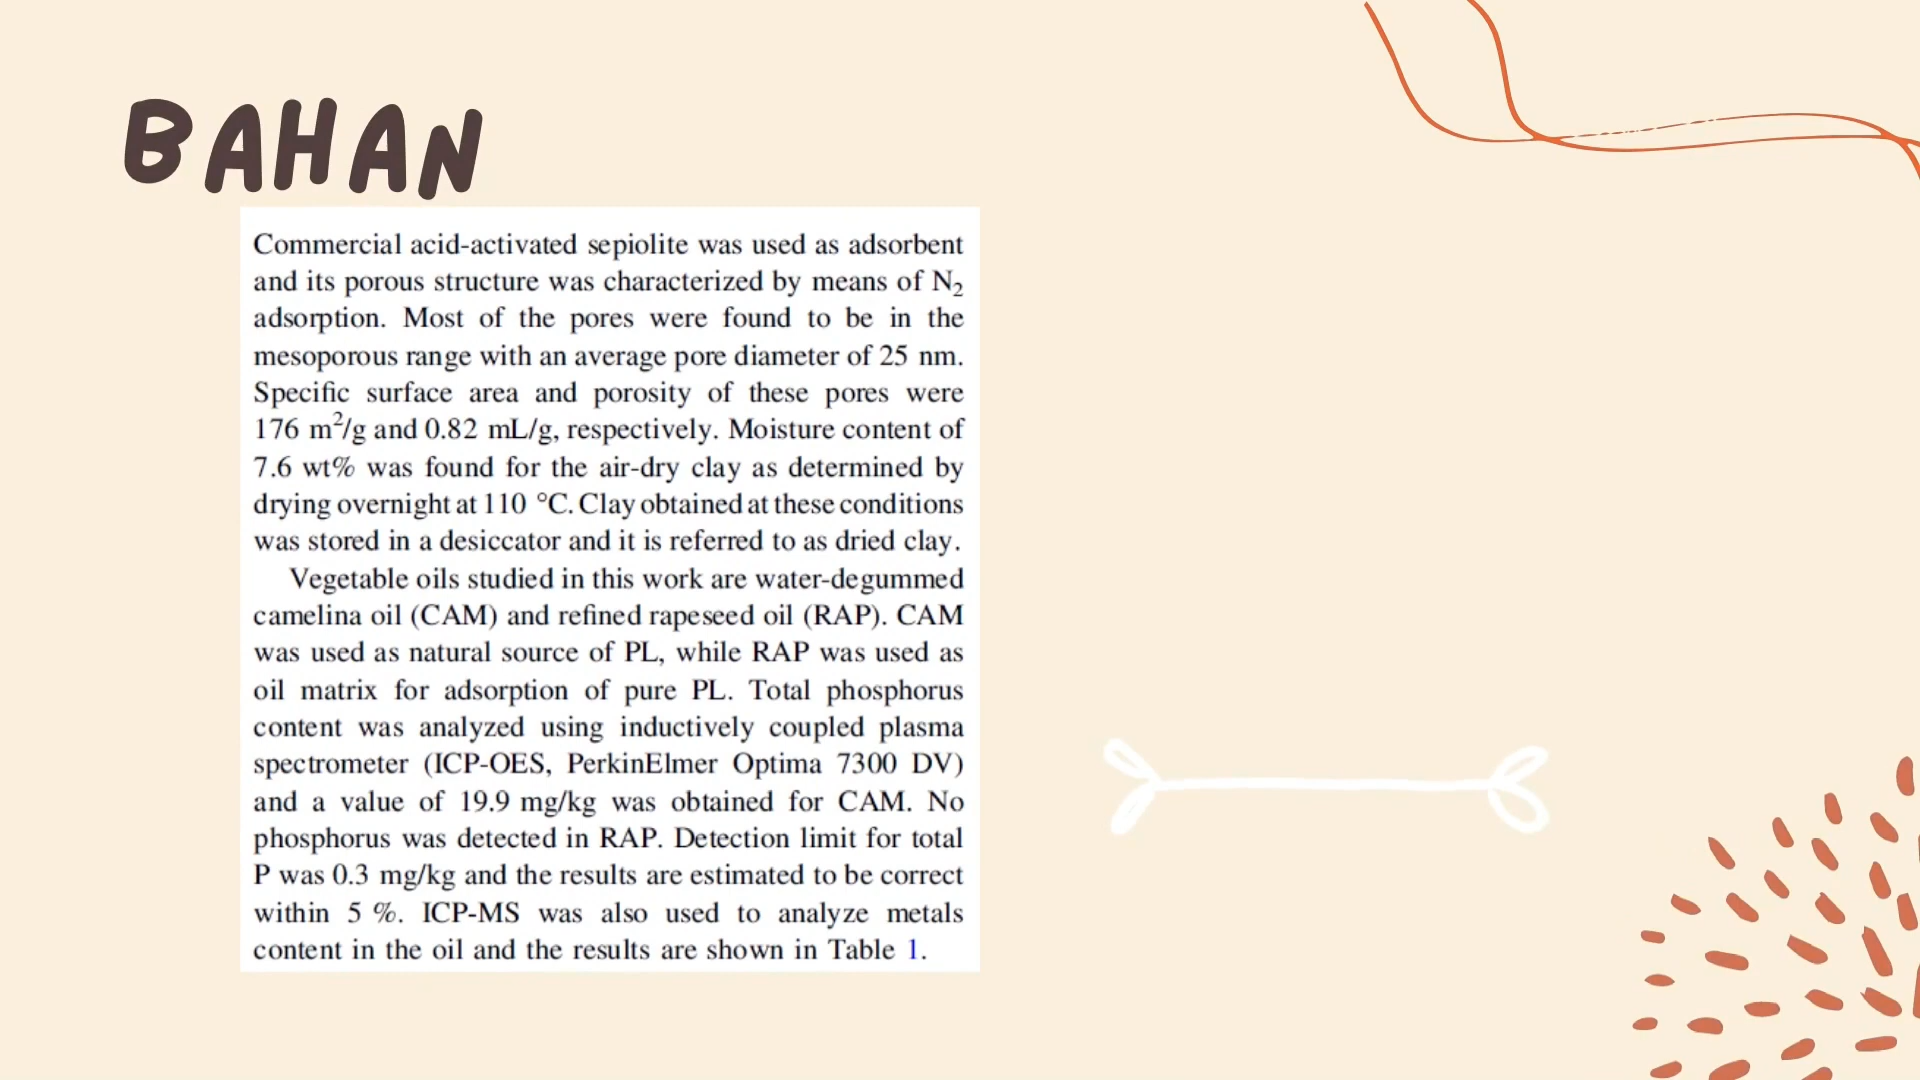 BAHAN
Commercial acid-activated sepiolite was used as adsorbent
and its porous structure was characterized by means of N₂
adsorption. Most of the pores were found to be in the
mesoporous range with an average pore diameter of 25 nm.
Specific surface area and porosity of these pores were
176 m²/g and 0.82 mL/g, respectively. Moisture content of
7.6 wt% was found for the air-dry clay as determined by
drying overnight at 110 °C. Clay obtained at these conditions
was stored in a desiccator and it is referred to as dried clay.
Vegetable oils studied in this work are water-degummed
camelina oil (CAM) and refined rapeseed oil (RAP). CAM
was used as natural source of PL, while RAP was used as
oil matrix for adsorption of pure PL. Total phosphorus
content was analyzed using inductively coupled plasma
spectrometer (ICP-OES, PerkinElmer Optima 7300 DV)
and a value of 19.9 mg/kg was obtained for CAM. No
phosphorus was detected in RAP. Detection limit for total
P was 0.3 mg/kg and the results are estimated to be correct
within 5 %. ICP-MS was also used to analyze metals
content in the oil and the results are shown in Table 1.